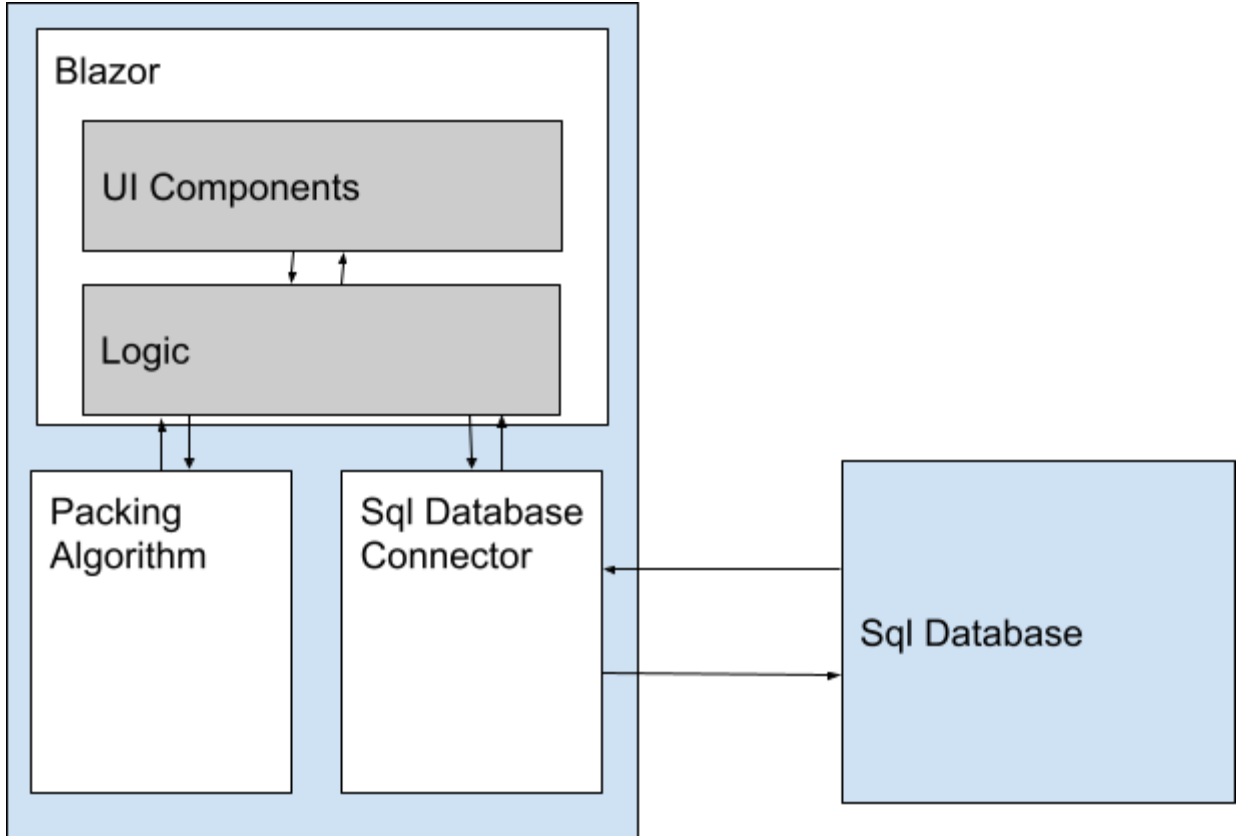 Blazor
UI Components
Logic
Packing
Algorithm
Sql Database
Connector
Sql Database